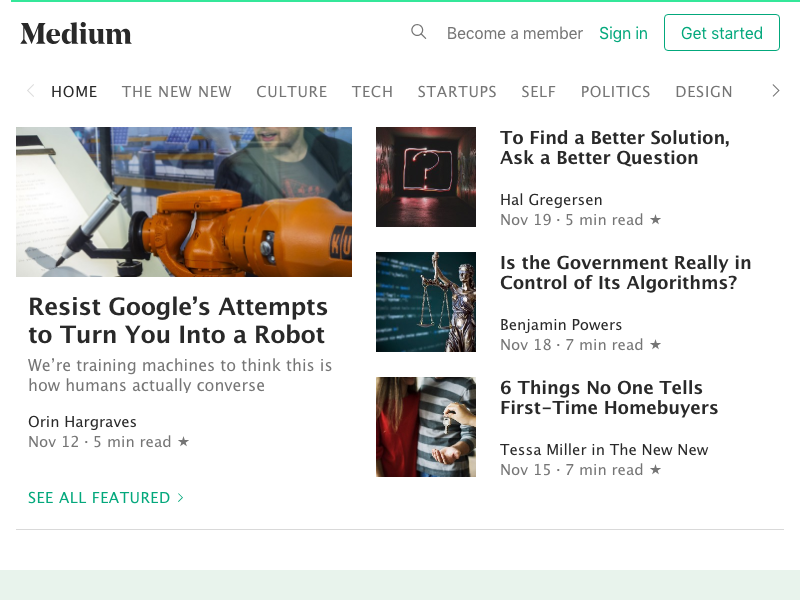 Medium
Become a member
Sign in
Get started
HOME
THE NEW NEW
CULTURE
TECH
STARTUPS
SELF
POLITICS
DESIGN
Resist Google’s Attempts
to Turn You Into a Robot
We’re training machines to think this is
how humans actually converse
Orin Hargraves
Nov 12 · 5 min read ★
SEE ALL FEATURED
To Find a Better Solution,
Ask a Better Question
Hal Gregersen
Nov 19 · 5 min read ★
Is the Government Really in
Control of Its Algorithms?
Benjamin Powers
Nov 18 · 7 min read ★
6 Things No One Tells
First-Time Homebuyers
Tessa Miller in The New New
Nov 15 · 7 min read ★
KU
?